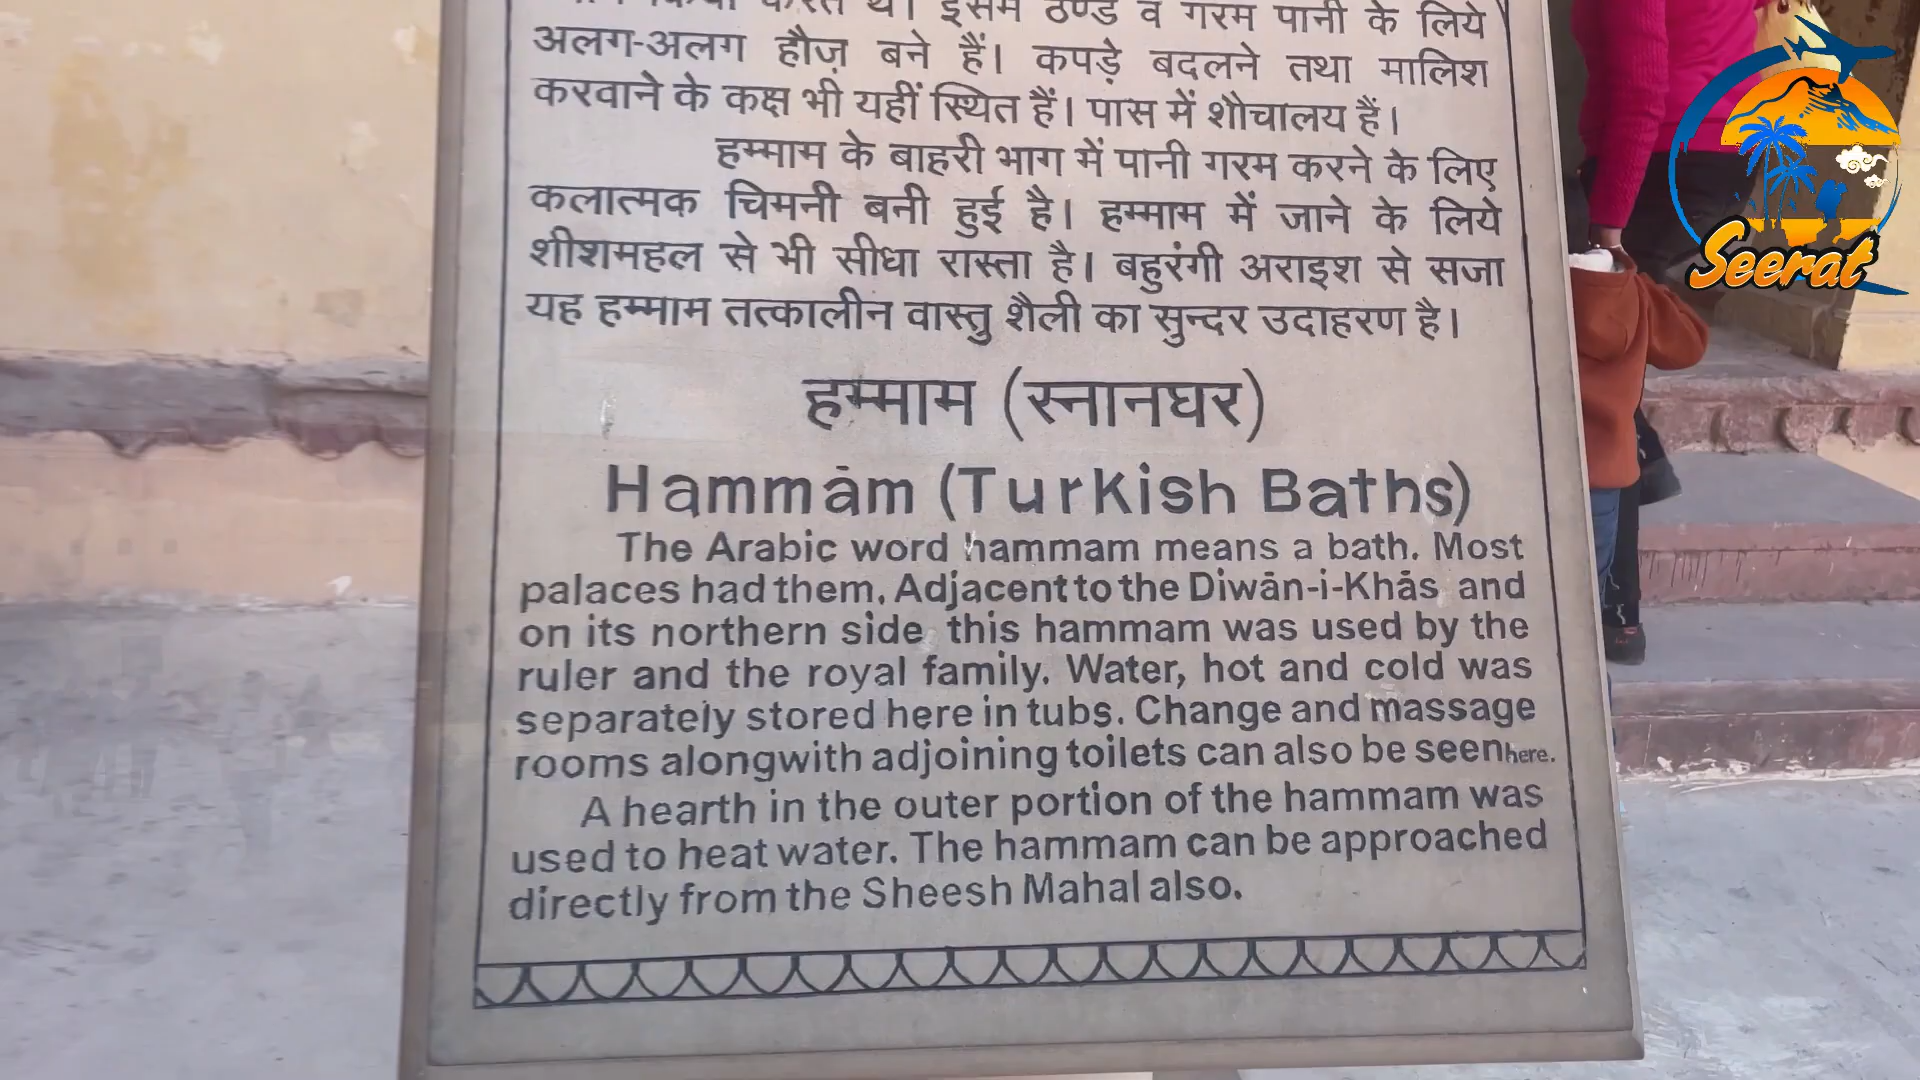 करते थे। इसमें ठण्डे व गरम पानी के लिये
अलग-अलग हौज़ बने हैं। कपड़े बदलने तथा मालिश
करवाने के कक्ष भी यहीं स्थित हैं। पास में शौचालय हैं।
हम्माम के बाहरी भाग में पानी गरम करने के लिए
कलात्मक चिमनी बनी हुई है। हम्माम में जाने के लिये
शीशमहल से भी सीधा रास्ता है। बहुरंगी अराइश से सजा
यह हम्माम तत्कालीन वास्तु शैली का सुन्दर उदाहरण है।
हम्माम (स्नानघर)
Hammām (Turkish Baths)
The Arabic word hammam means a bath. Most
palaces had them. Adjacent to the Diwān-i-Khās and
on its northern side this hammam was used by the
ruler and the royal family. Water, hot and cold was
separately stored here in tubs. Change and massage
rooms alongwith adjoining toilets can also be seen here.
A hearth in the outer portion of the hammam was
used to heat water. The hammam can be approached
directly from the Sheesh Mahal also.
Seerat